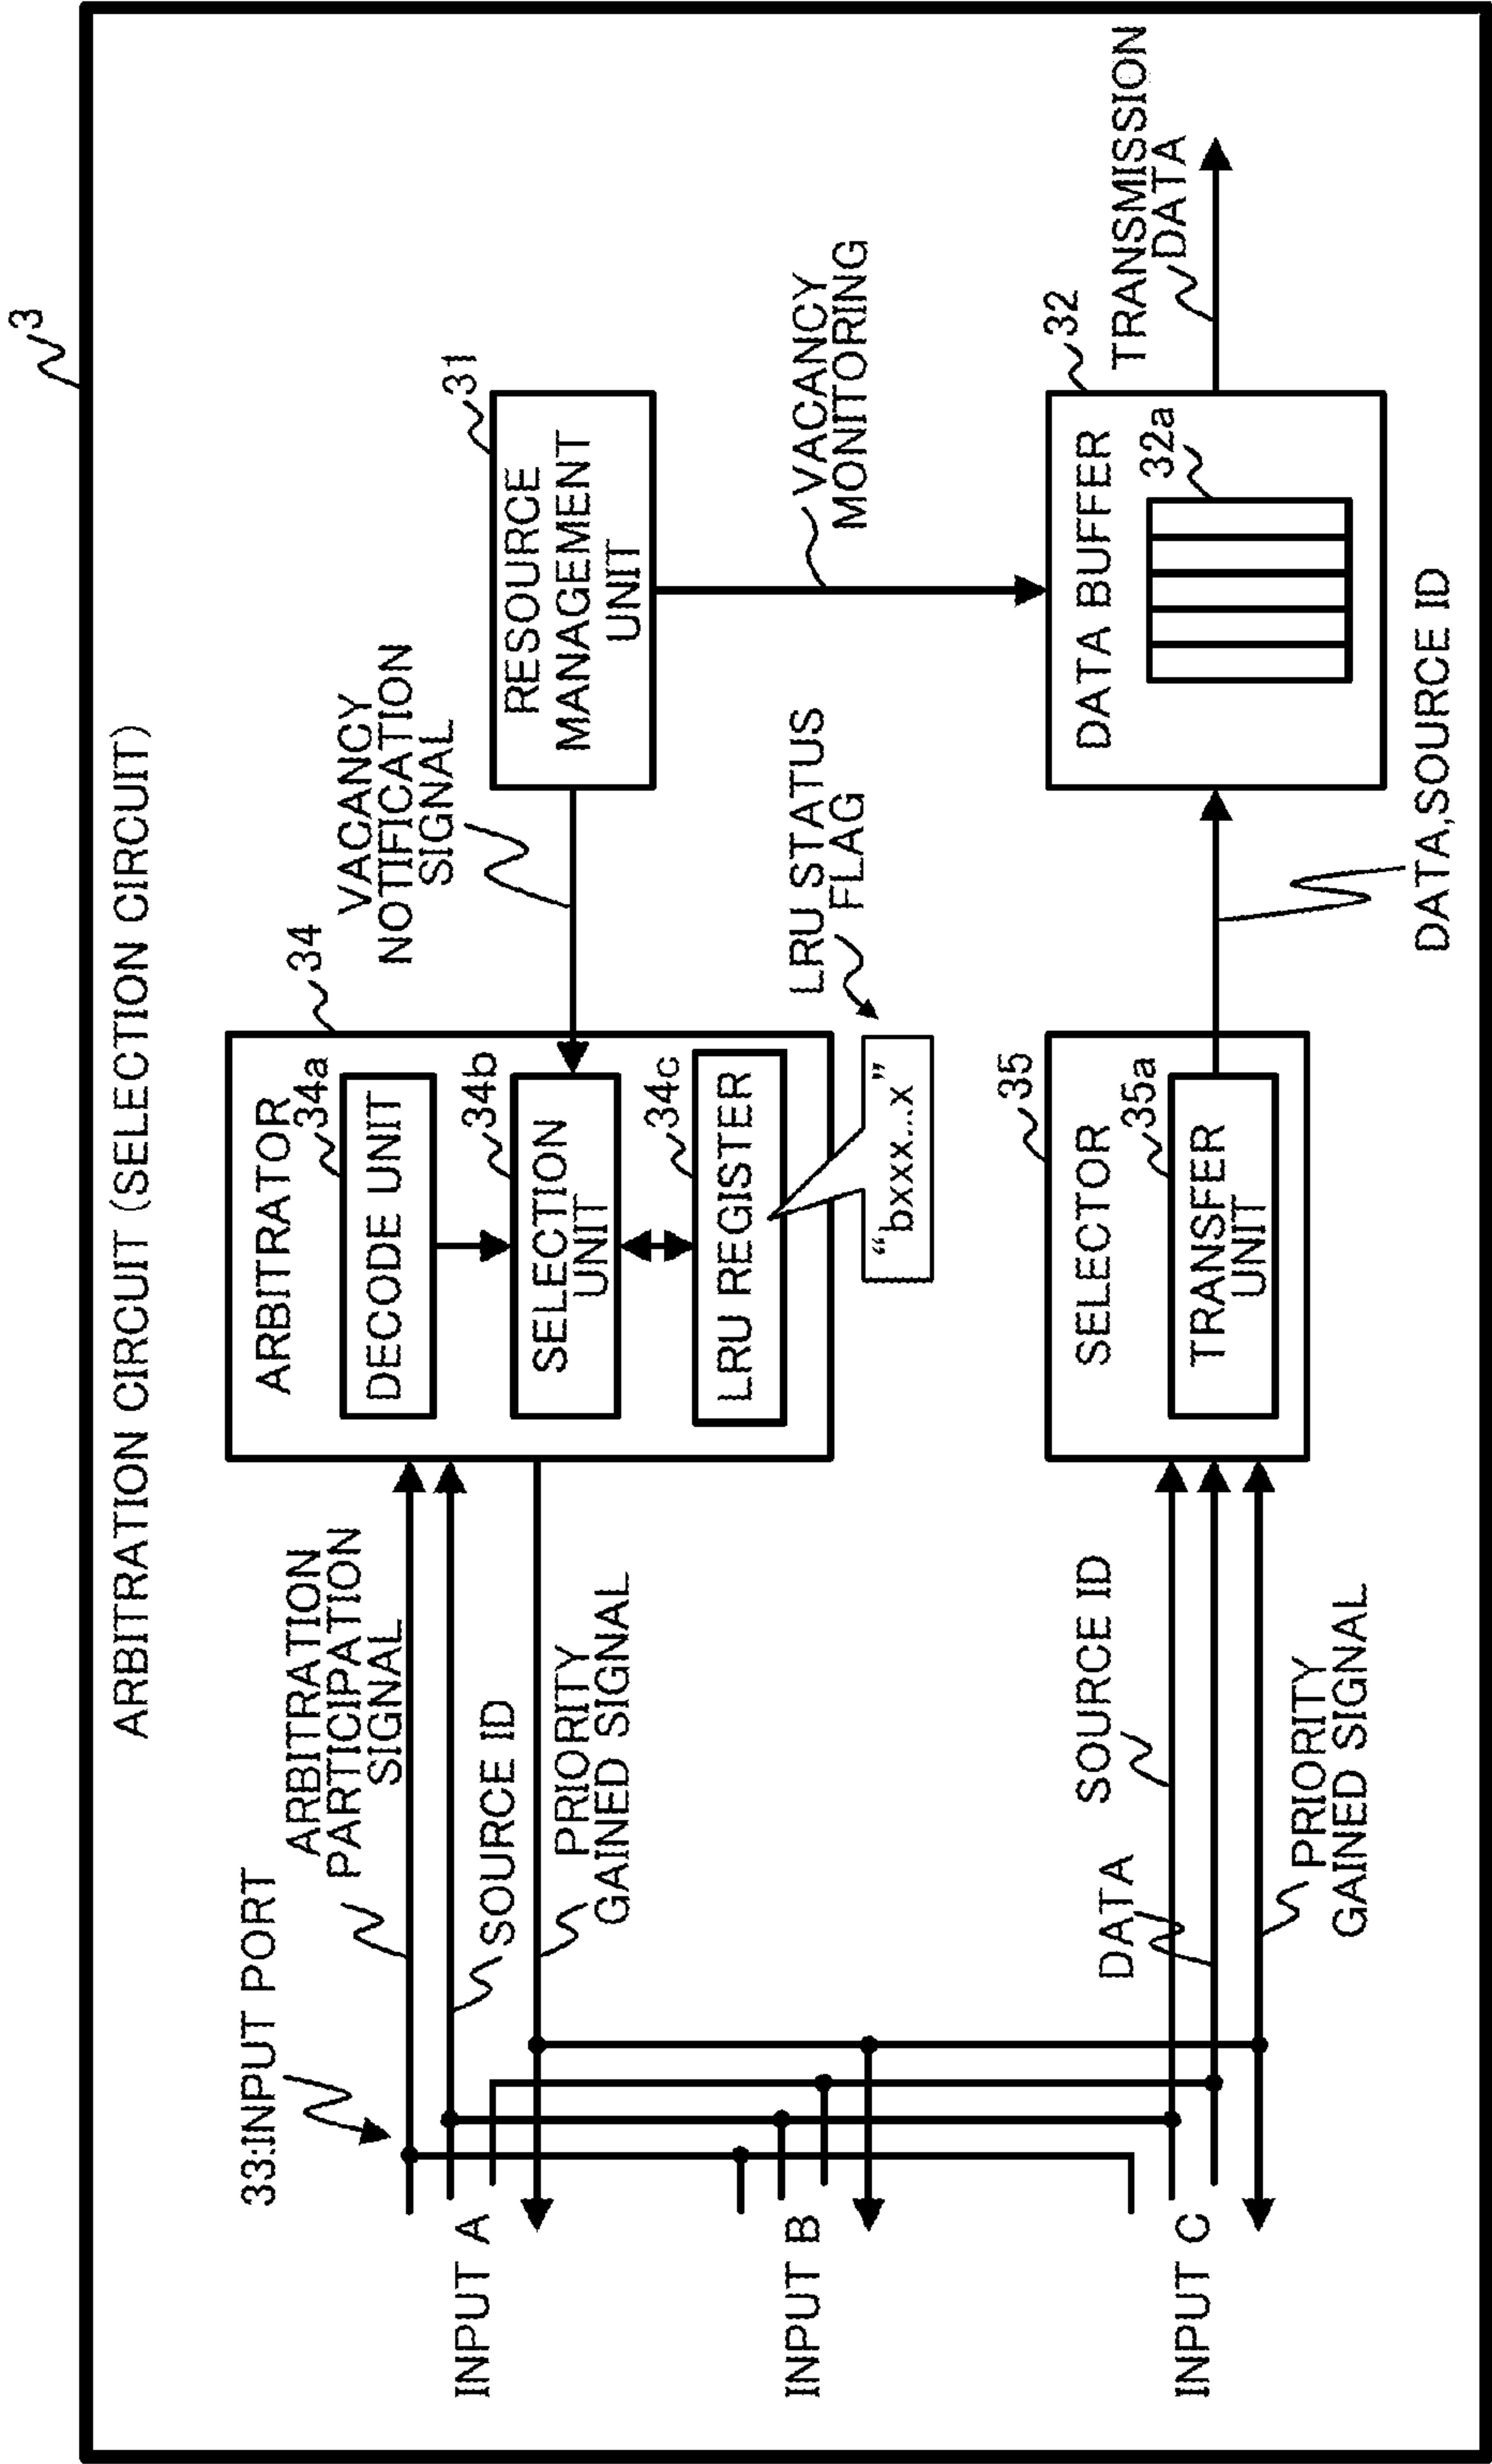 3
ARBITRATION CIRCUIT (SELECTION CIRCUIT)
33:INPUT PORT
ARBITRATION
PARTICIPATION
SIGNAL
SOURCE ID
PRIORITY
GAINED SIGNAL
INPUT A
INPUT B
INPUT C
34
ARBITRATOR
34a
DECODE UNIT
34b
SELECTION
UNIT
34c
LRU REGISTER
"bxxx...x"
LRU STATUS
FLAG
VACANCY
NOTIFICATION
SIGNAL
31
RESOURCE
MANAGEMENT
UNIT
VACANCY
MONITORING
DATA
SOURCE ID
PRIORITY
GAINED SIGNAL
35
SELECTOR
35a
TRANSFER
UNIT
DATA,SOURCE ID
32
DATA BUFFER
32a
TRANSMISSION
DATA